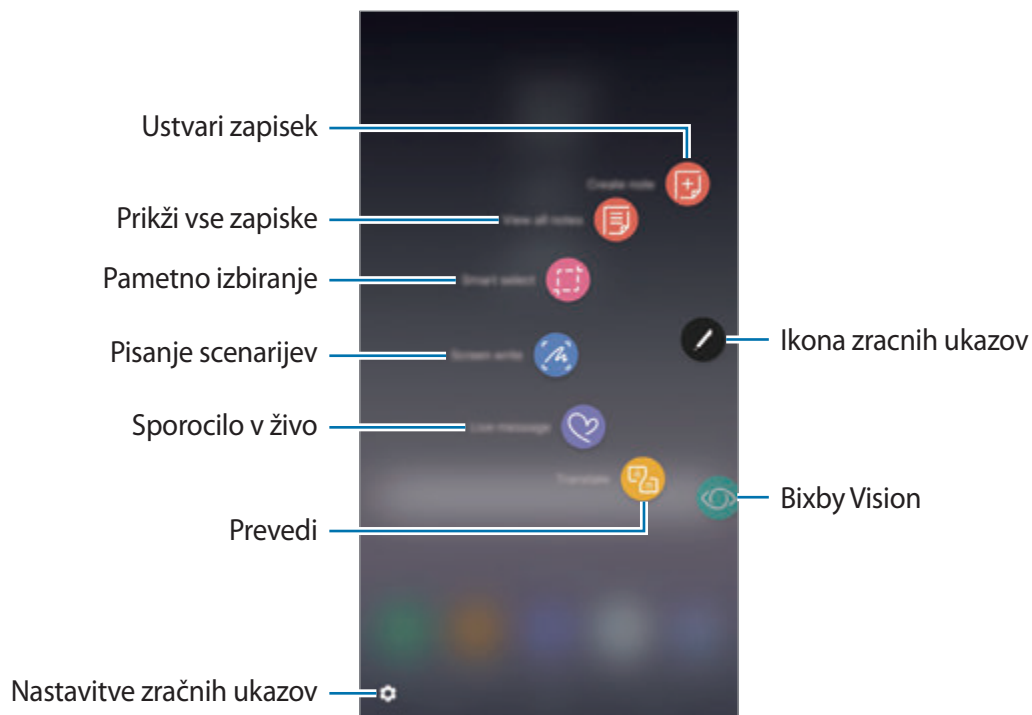 Ustvari zapisek
Create note
Prikži vse zapiske
View all notes
Pametno izbiranje
Smart select
Pisanje scenarijev
Screen write
Ikona zracnih ukazov
Sporocilo v živo
Live message
Translate
Bixby Vision
Prevedi
Nastavitve zračnih ukazov